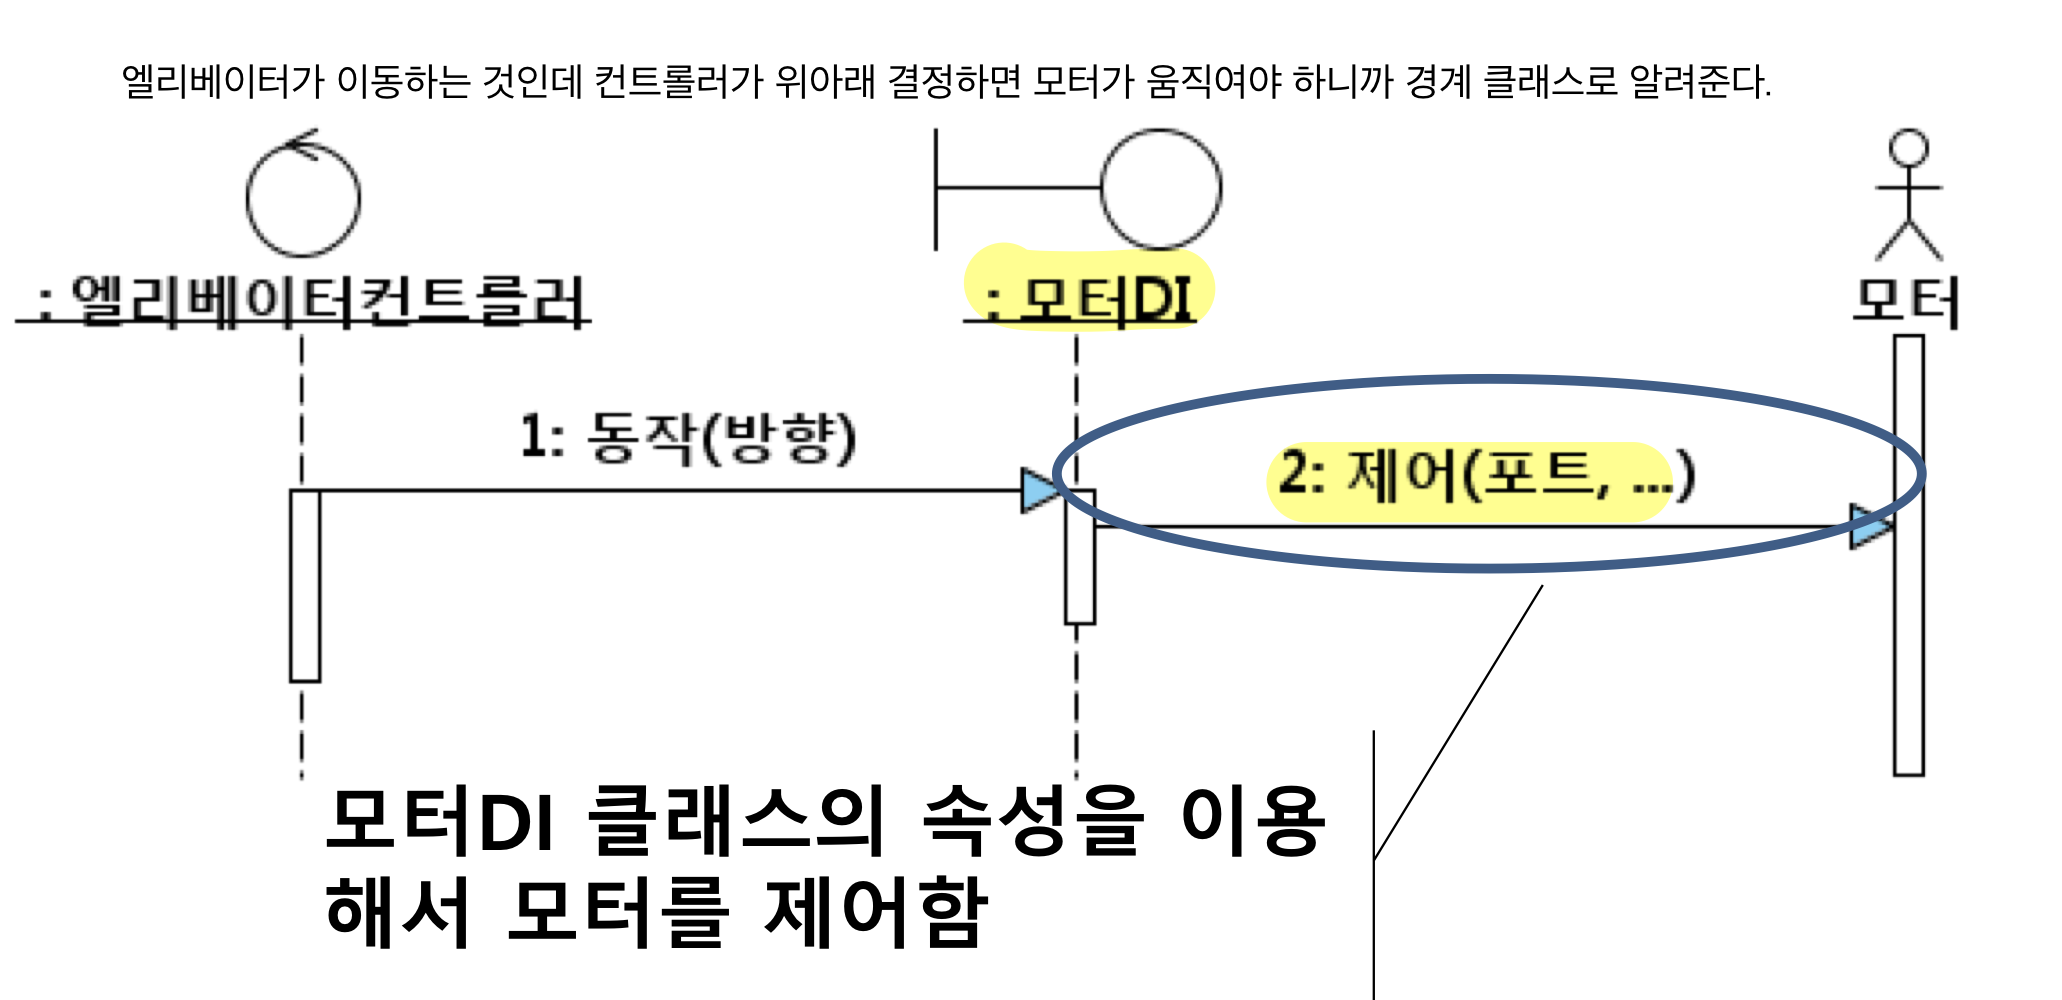 엘리베이터가 이동하는 것인데 컨트롤러가 위아래 결정하면 모터가 움직여야 하니까 경계 클래스로 알려준다.
: 엘리베이터컨트롤러
: 모터DI
모터
1: 동작(방향)
2: 제어(포트, ...)
모터DI 클래스의 속성을 이용
해서 모터를 제어함